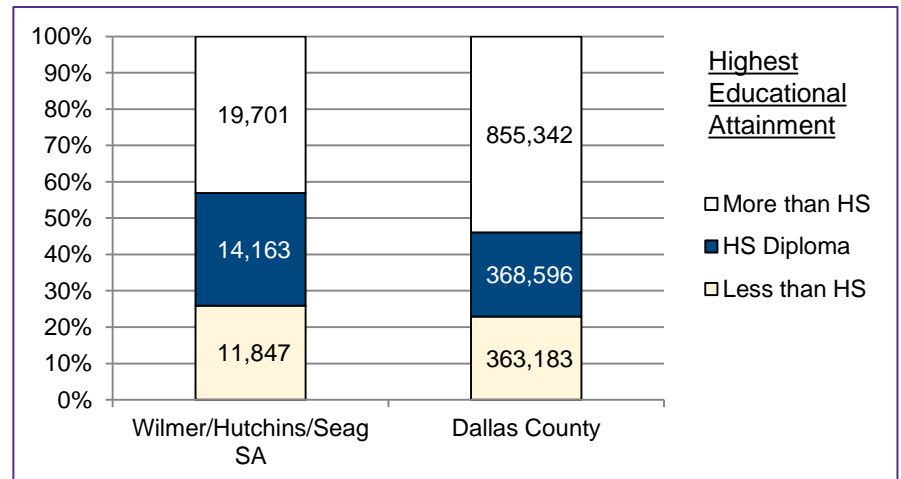 100%
90%
80%
70%
60%
50%
40%
30%
20%
10%
0%
19,701
14,163
11,847
855,342
368,596
363,183
Wilmer/Hutchins/Seag
SA
Dallas County
Highest
Educational
Attainment
More than HS
HS Diploma
Less than HS